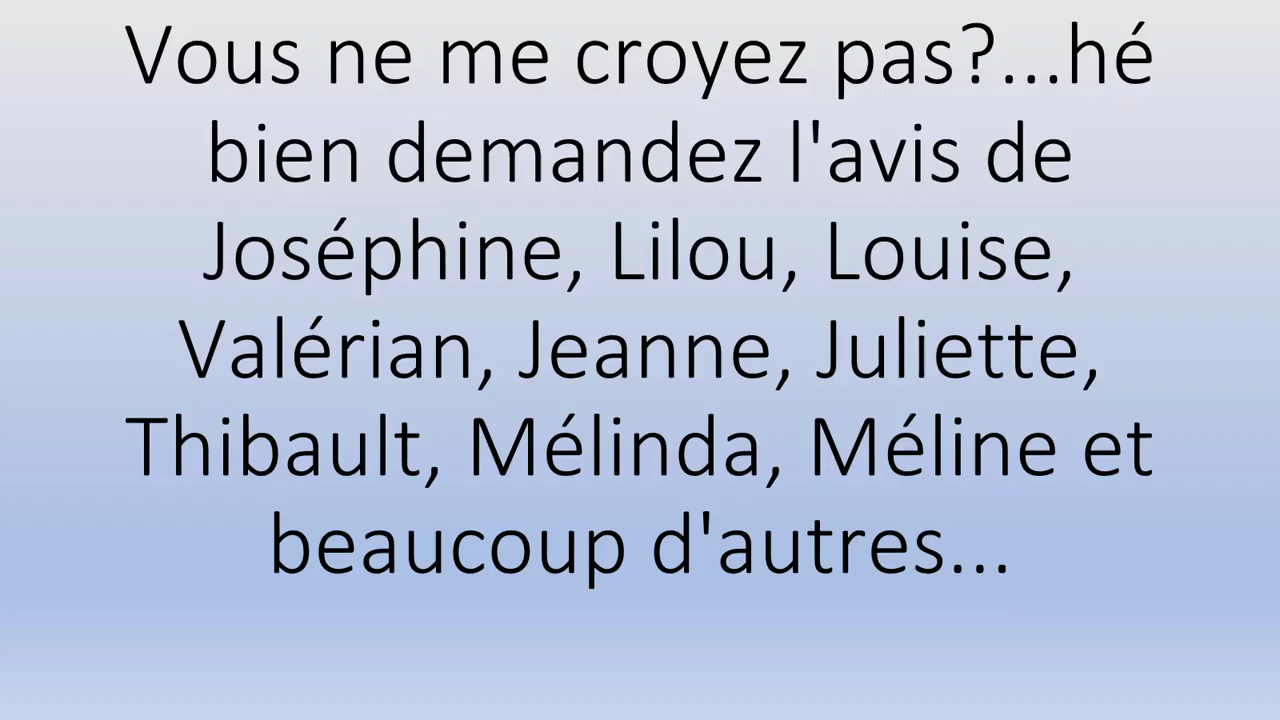 Vous ne me croyez pas?...hé
bien demandez l'avis de
Joséphine, Lilou, Louise,
Valérian, Jeanne, Juliette,
Thibault, Mélinda, Méline et
beaucoup d'autres...